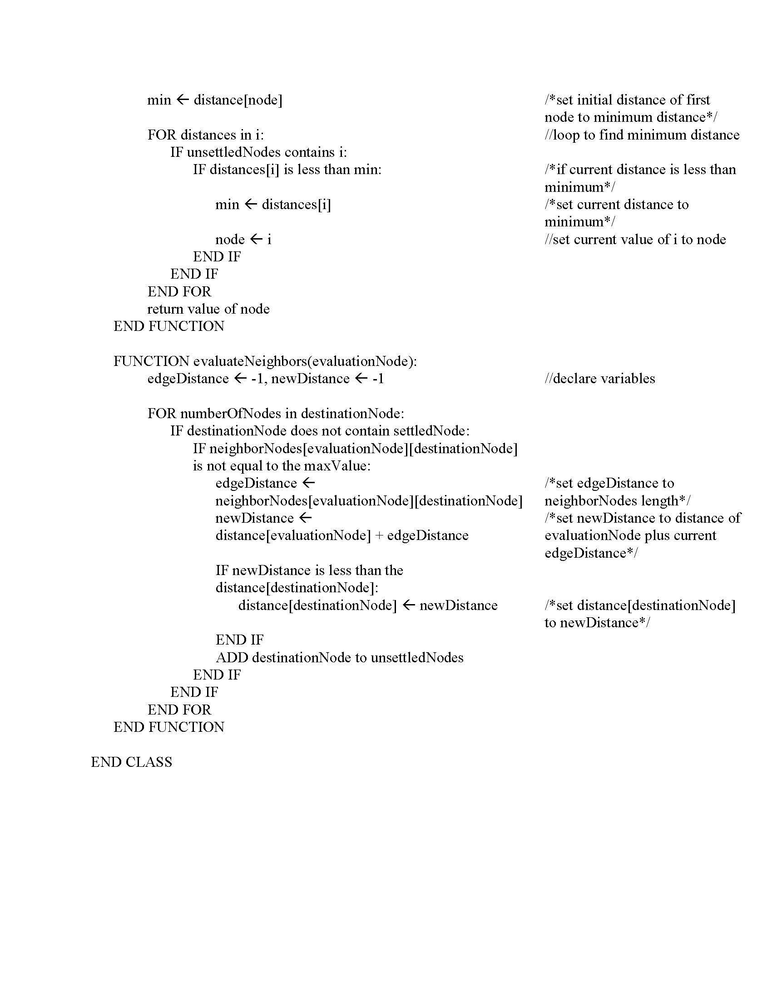 min ← distance[node] /*set initial distance of first
node to minimum distance*/
FOR distances in i: //loop to find minimum distance
IF unsettledNodes contains i:
IF distances[i] is less than min: /*if current distance is less than
minimum*/
min ← distances[i] /*set current distance to
minimum*/
node ← i //set current value of i to node
END IF
END IF
END FOR
return value of node
END FUNCTION
FUNCTION evaluateNeighbors(evaluationNode):
edgeDistance ← -1, newDistance ← -1 //declare variables
FOR numberOfNodes in destinationNode:
IF destinationNode does not contain settledNode:
IF neighborNodes[evaluationNode][destinationNode]
is not equal to the maxValue:
edgeDistance ← /*set edgeDistance to
neighborNodes[evaluationNode][destinationNode] neighborNodes length*/
newDistance ← /*set newDistance to distance of
distance[evaluationNode] + edgeDistance evaluationNode plus current
edgeDistance*/
IF newDistance is less than the
distance[destinationNode]:
distance[destinationNode] ← newDistance /*set distance[destinationNode]
to newDistance*/
END IF
ADD destinationNode to unsettledNodes
END IF
END IF
END FOR
END FUNCTION
END CLASS